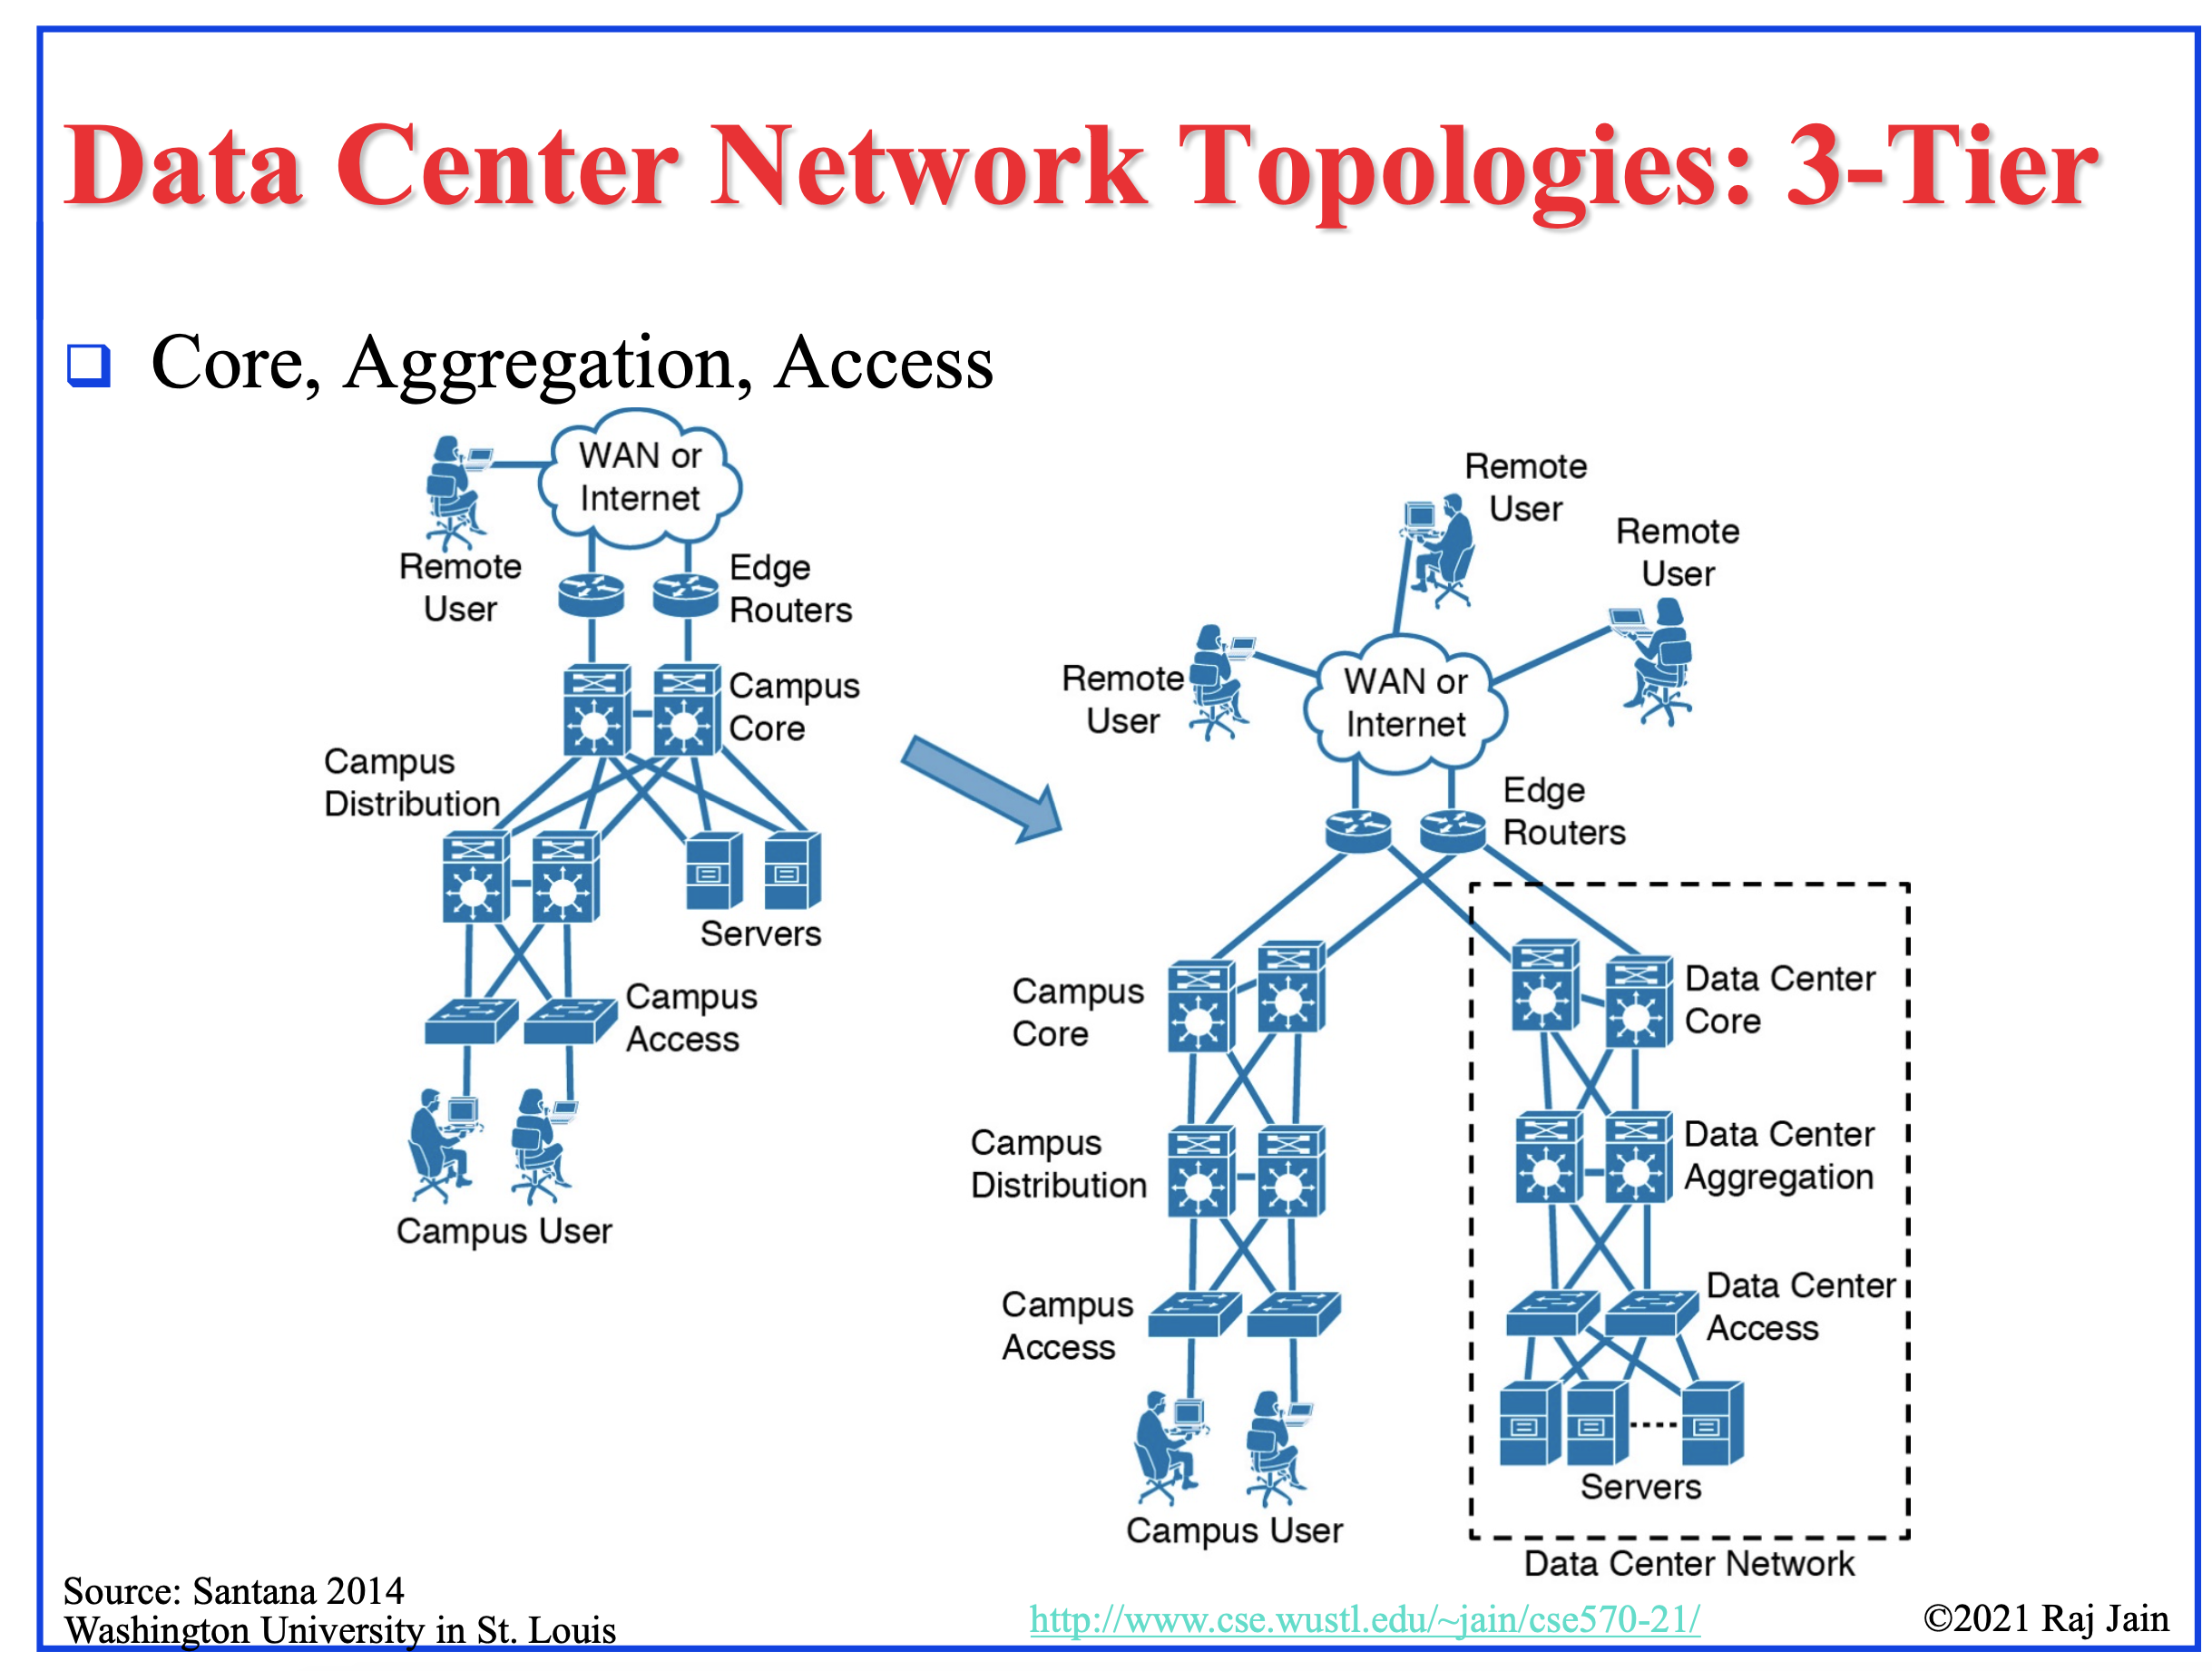 Data Center Network Topologies: 3-Tier
Core, Aggregation, Access
WAN or
Internet
Remote
User
Edge
Routers
Campus
Core
Campus
Distribution
Servers
Campus
Access
Campus User
Remote
User
Remote
User
Remote
User
WAN or
Internet
Edge
Routers
Campus
Core
Data Center
Core
Campus
Distribution
Data Center
Aggregation
Campus
Access
Data Center
Access
Servers
Campus User
Data Center Network
Source: Santana 2014
Washington University in St. Louis
http://www.cse.wustl.edu/~jain/cse570-21/
©2021 Raj Jain